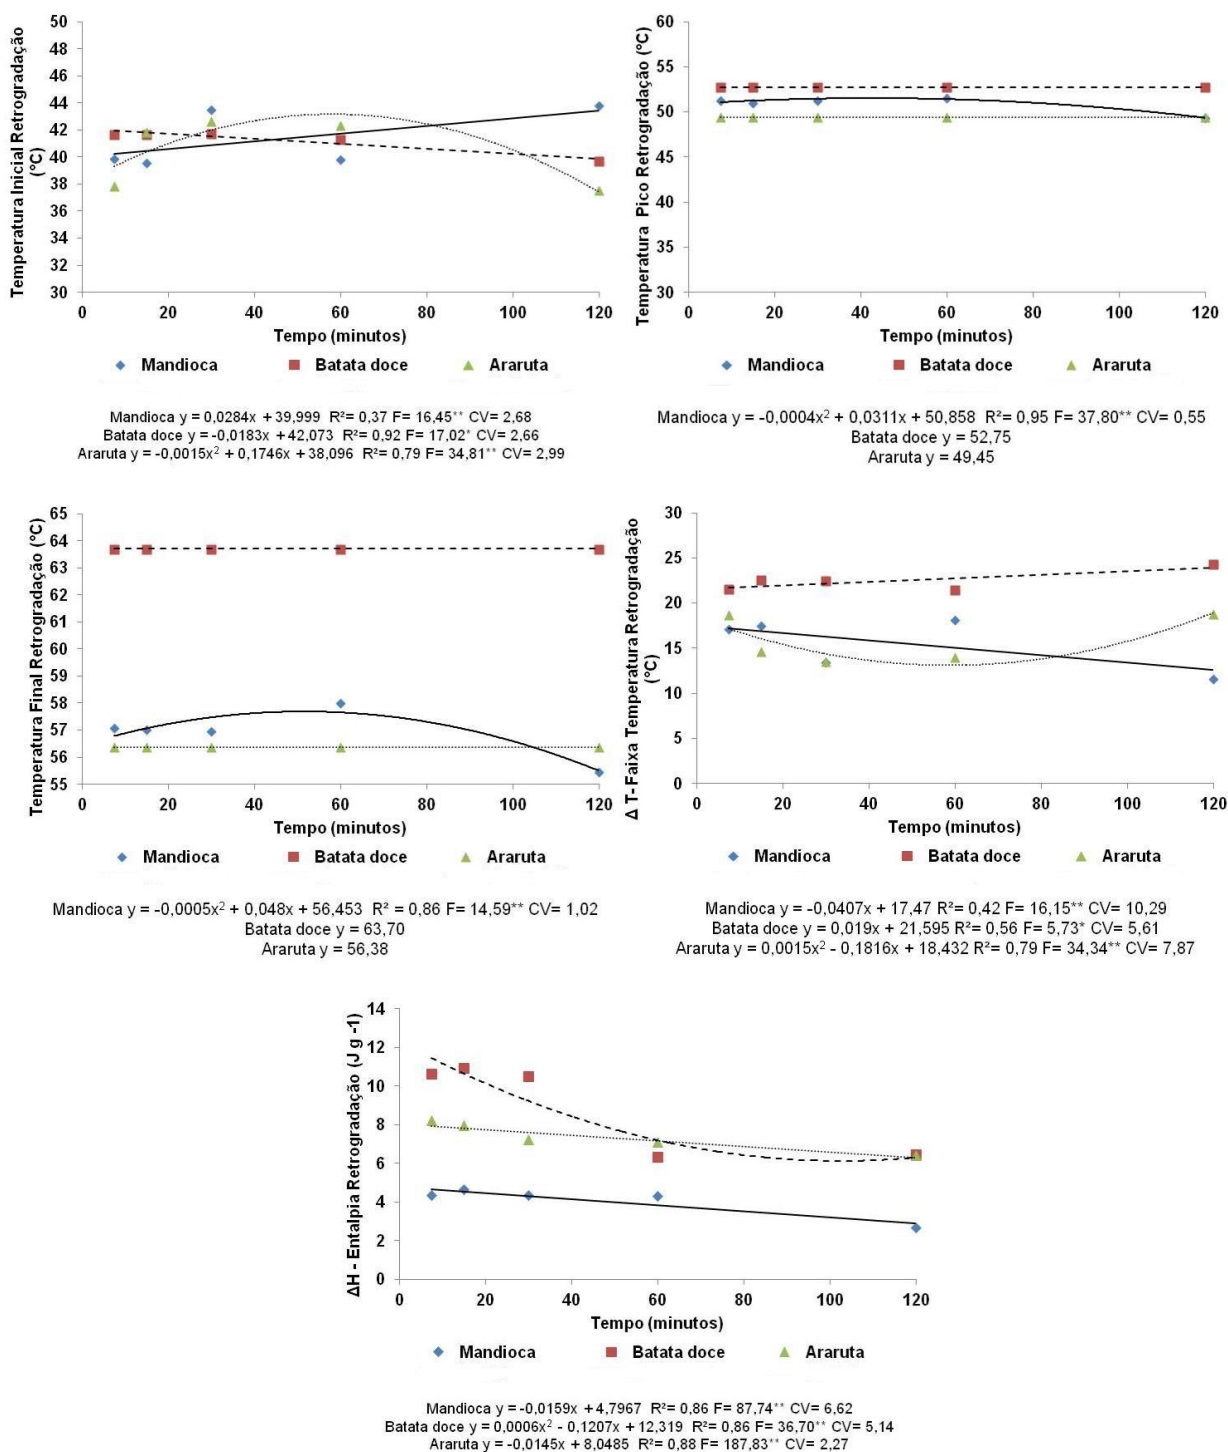 Temperatura Inicial Retrogradação (°C)
50
48
46
44
42
40
38
36
34
32
30
0 20 40 60 80 100 120
Tempo (minutos)
Mandioca Batata doce Araruta
Mandioca y = 0,0284x + 39,999 R²= 0,37 F= 16,45** CV= 2,68
Batata doce y = -0,0183x + 42,073 R²= 0,92 F= 17,02* CV= 2,66
Araruta y = -0,0015x² + 0,1746x + 38,096 R²= 0,79 F= 34,81** CV= 2,99
Temperatura Pico Retrogradação (°C)
60
55
50
45
40
35
30
0 20 40 60 80 100 120
Tempo (minutos)
Mandioca Batata doce Araruta
Mandioca y = -0,0004x² + 0,0311x + 50,858 R²= 0,95 F= 37,80** CV= 0,55
Batata doce y = 52,75
Araruta y = 49,45
Temperatura Final Retrogradação (°C)
65
64
63
62
61
60
59
58
57
56
55
0 20 40 60 80 100 120
Tempo (minutos)
Mandioca Batata doce Araruta
Mandioca y = -0,0005x² + 0,048x + 56,453 R² = 0,86 F= 14,59** CV= 1,02
Batata doce y = 63,70
Araruta y = 56,38
Δ T- Faixa Temperatura Retrogradação (°C)
30
25
20
15
10
5
0
0 20 40 60 80 100 120
Tempo (minutos)
Mandioca Batata doce Araruta
Mandioca y = -0,0407x + 17,47 R²= 0,42 F= 16,15** CV= 10,29
Batata doce y = 0,019x + 21,595 R²= 0,56 F= 5,73* CV= 5,61
Araruta y = 0,0015x² - 0,1816x + 18,432 R²= 0,79 F= 34,34** CV= 7,87
ΔH - Entalpia Retrogradação (J g -1)
14
12
10
8
6
4
2
0
0 20 40 60 80 100 120
Tempo (minutos)
Mandioca Batata doce Araruta
Mandioca y = -0,0159x + 4,7967 R²= 0,86 F= 87,74** CV= 6,62
Batata doce y = 0,0006x² - 0,1207x + 12,319 R²= 0,86 F= 36,70** CV= 5,14
Araruta y = -0,0145x + 8,0485 R²= 0,88 F= 187,83** CV= 2,27